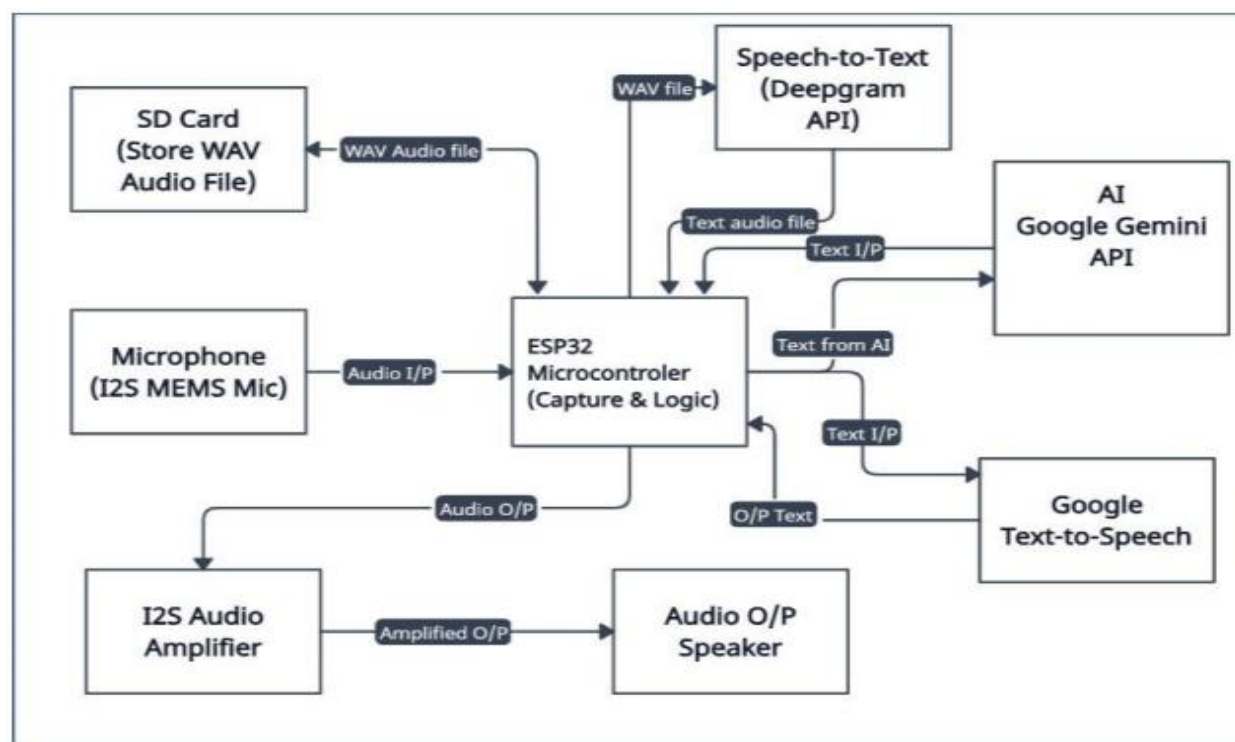 Speech-to-Text
(Deepgram
API)
WAV file
SD Card
(Store WAV
Audio File)
WAV Audio file
AI
Google Gemini
API
Text audio file
Text I/P
Microphone
(I2S MEMS Mic)
Audio I/P
ESP32
Microcontroler
(Capture & Logic)
Text from AI
Text I/P
Google
Text-to-Speech
O/P Text
Audio O/P
I2S Audio
Amplifier
Amplified O/P
Audio O/P
Speaker